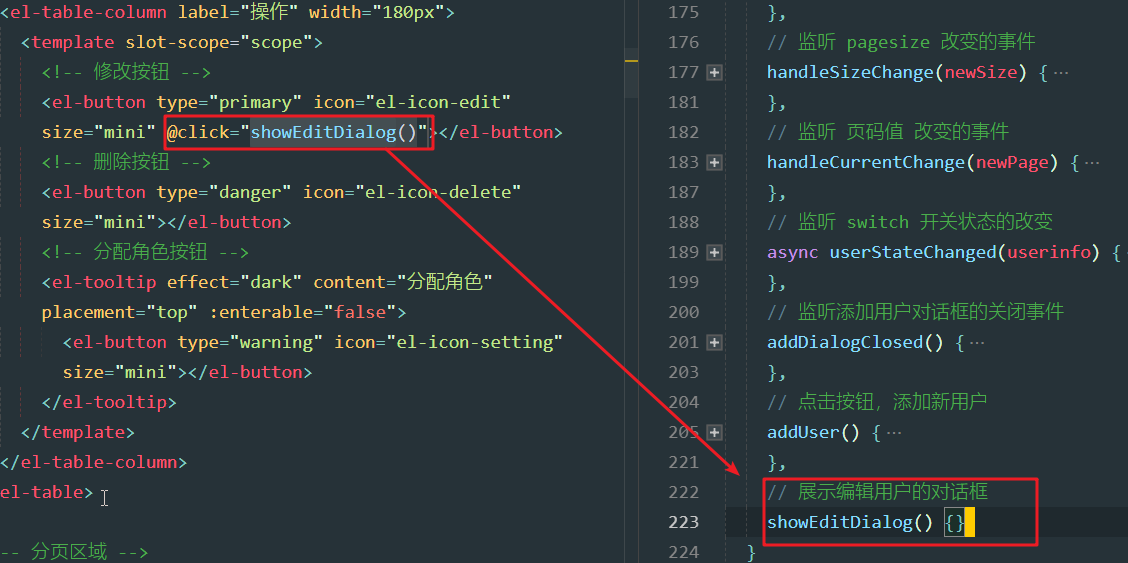 <el-table-column label="操作" width="180px">
<template slot-scope="scope">
<!-- 修改按钮 -->
<el-button type="primary" icon="el-icon-edit"
size="mini" @click="showEditDialog()"></el-button>
<!-- 删除按钮 -->
<el-button type="danger" icon="el-icon-delete"
size="mini"></el-button>
<!-- 分配角色按钮 -->
<el-tooltip effect="dark" content="分配角色"
placement="top" :enterable="false">
<el-button type="warning" icon="el-icon-setting"
size="mini"></el-button>
</el-tooltip>
</template>
</el-table-column>
el-table>
-- 分页区域 -->
175 },
176 // 监听 pagesize 改变的事件
177 handleSizeChange(newSize) {…
181 },
182 // 监听 页码值 改变的事件
183 handleCurrentChange(newPage) {…
187 },
188 // 监听 switch 开关状态的改变
189 async userStateChanged(userinfo) {
199 },
200 // 监听添加用户对话框的关闭事件
201 addDialogClosed() {…
203 },
204 // 点击按钮，添加新用户
205 addUser() {…
221 },
222 // 展示编辑用户的对话框
223 showEditDialog() {}
224 }